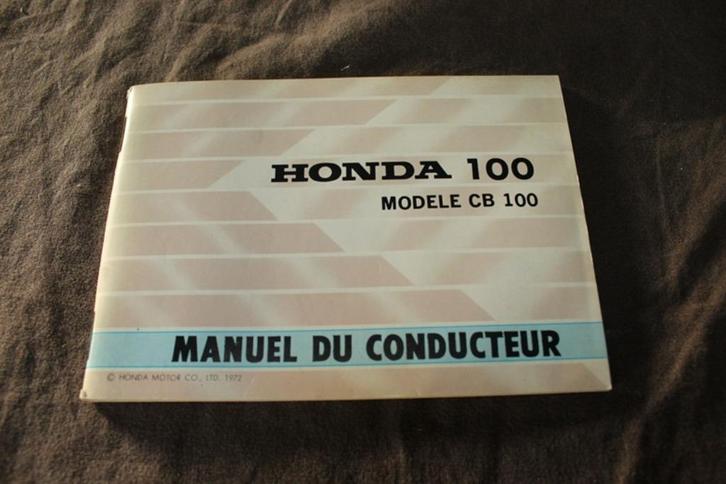 HONDA 100
MODELE CB 100
MANUEL DU CONDUCTEUR
© HONDA MOTOR CO., LTD. 1972